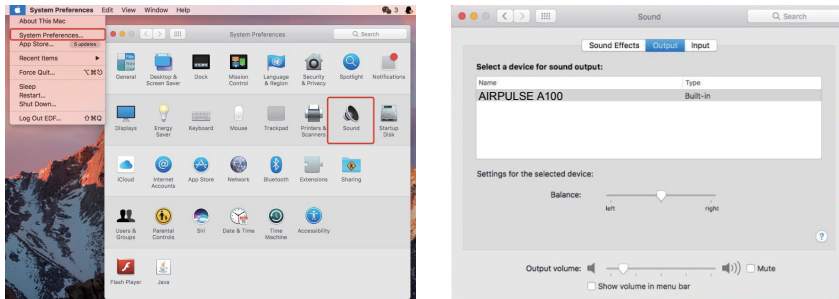 System Preferences Edit View Window Help
3
About This Mac
System Preferences...
App Store... 5 updates
Recent Items
Force Quit... ⌥⌘⎋
Sleep
Restart...
Shut Down...
Log Out EDF... ⇧⌘Q
System Preferences
Search
General
Desktop &
Screen Saver
Dock
Mission
Control
Language
& Region
Security
& Privacy
Spotlight
Notifications
Displays
Energy
Saver
Keyboard
Mouse
Trackpad
Printers &
Scanners
Sound
Startup
Disk
iCloud
Internet
Accounts
App Store
Network
Bluetooth
Extensions
Sharing
Users &
Groups
Parental
Controls
Siri
Date & Time
Time
Machine
Accessibility
Flash Player
Java
Sound
Search
Sound Effects Output Input
Select a device for sound output:
Name Type
AIRPULSE A100 Built-in
Settings for the selected device:
Balance:
left right
?
Output volume: Mute
Show volume in menu bar